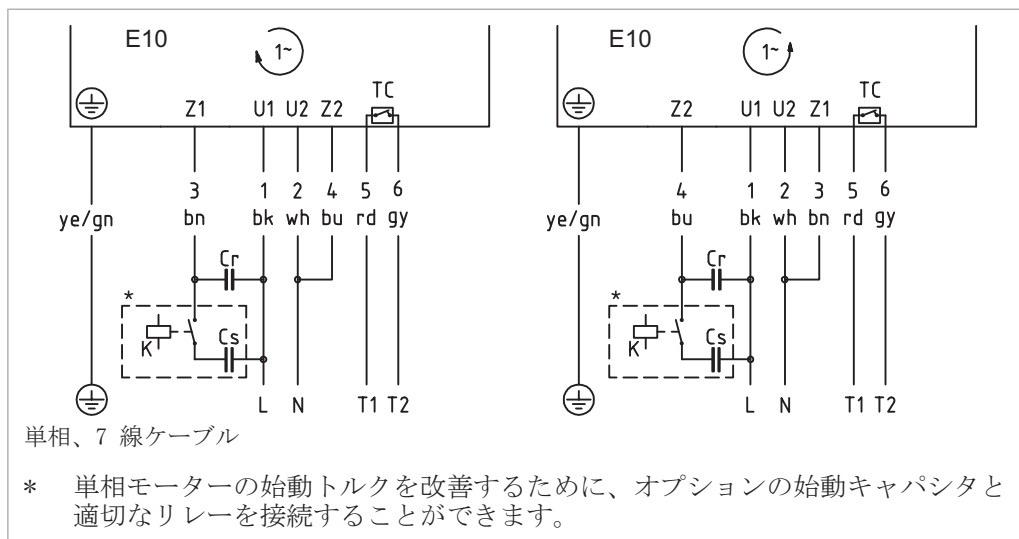 E10 1~
TC
Z1 U1 U2 Z2
3 1 2 4 5 6
ye/gn bn bk wh bu rd gy
Cr
*
K Cs
L N T1 T2
E10 1~
TC
Z2 U1 U2 Z1
4 1 2 3 5 6
ye/gn bu bk wh bn rd gy
Cr
*
K Cs
L N T1 T2
単相、7 線ケーブル
* 単相モーターの始動トルクを改善するために、オプションの始動キャパシタと
適切なリレーを接続することができます。